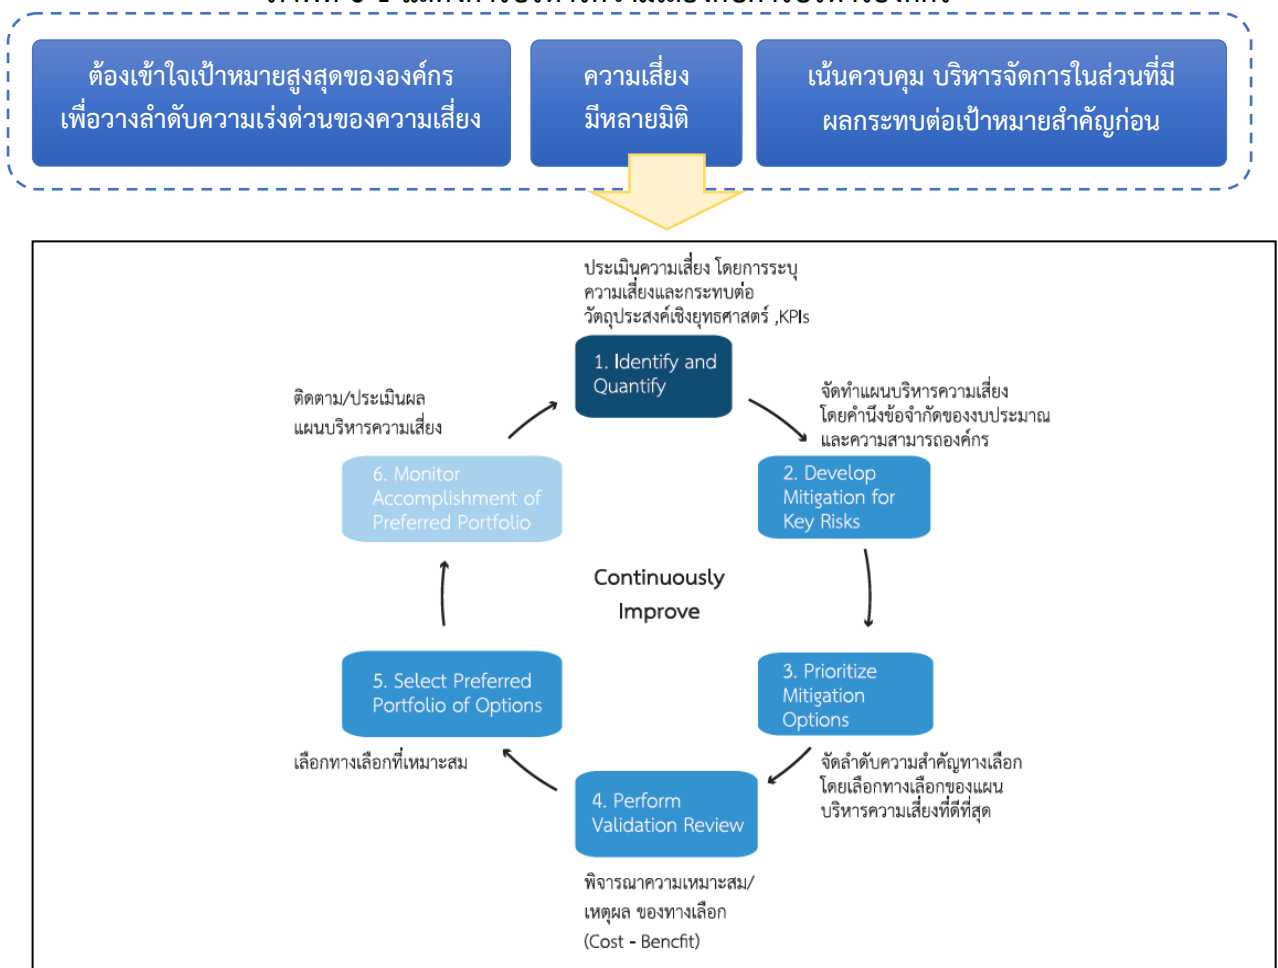 ต้องเข้าใจเป้าหมายสูงสุดขององค์กร
เพื่อวางลำดับความเร่งด่วนของความเสี่ยง
ความเสี่ยง
มีหลายมิติ
เน้นควบคุม บริหารจัดการในส่วนที่มี
ผลกระทบต่อเป้าหมายสำคัญก่อน
ประเมินความเสี่ยง โดยการระบุ
ความเสี่ยงและกระทบต่อ
วัตถุประสงค์เชิงยุทธศาสตร์ ,KPIs
1. Identify and
Quantify
จัดทำแผนบริหารความเสี่ยง
โดยคำนึงข้อจำกัดของงบประมาณ
และความสามารถองค์กร
2. Develop
Mitigation for
Key Risks
3. Prioritize
Mitigation
Options
จัดลำดับความสำคัญทางเลือก
โดยเลือกทางเลือกของแผน
บริหารความเสี่ยงที่ดีที่สุด
4. Perform
Validation Review
พิจารณาความเหมาะสม/
เหตุผล ของทางเลือก
(Cost - Bencfit)
5. Select Preferred
Portfolio of Options
เลือกทางเลือกที่เหมาะสม
ติดตาม/ประเมินผล
แผนบริหารความเสี่ยง
6. Monitor
Accomplishment of
Preferred Portfolio
Continuously
Improve